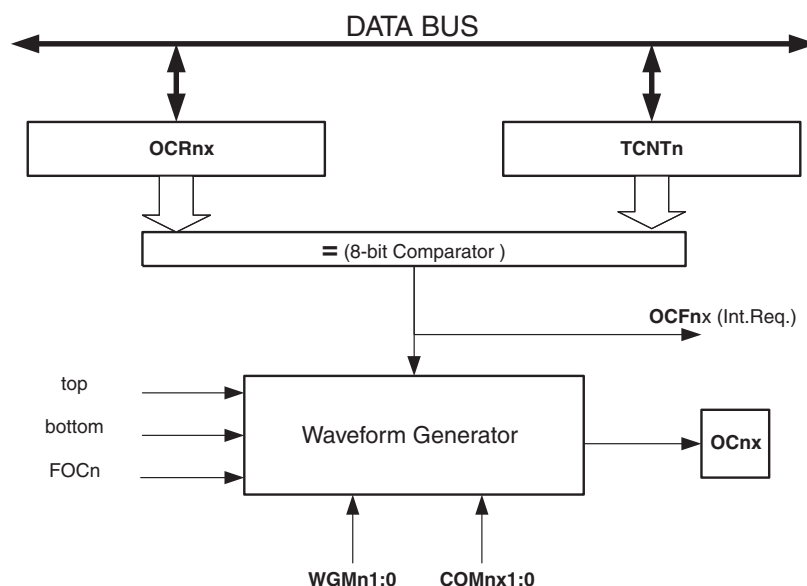 DATA BUS
OCRnx
TCNTn
= (8-bit Comparator )
OCFnx (Int.Req.)
top
bottom
FOCn
Waveform Generator
OCnx
WGMn1:0
COMnx1:0